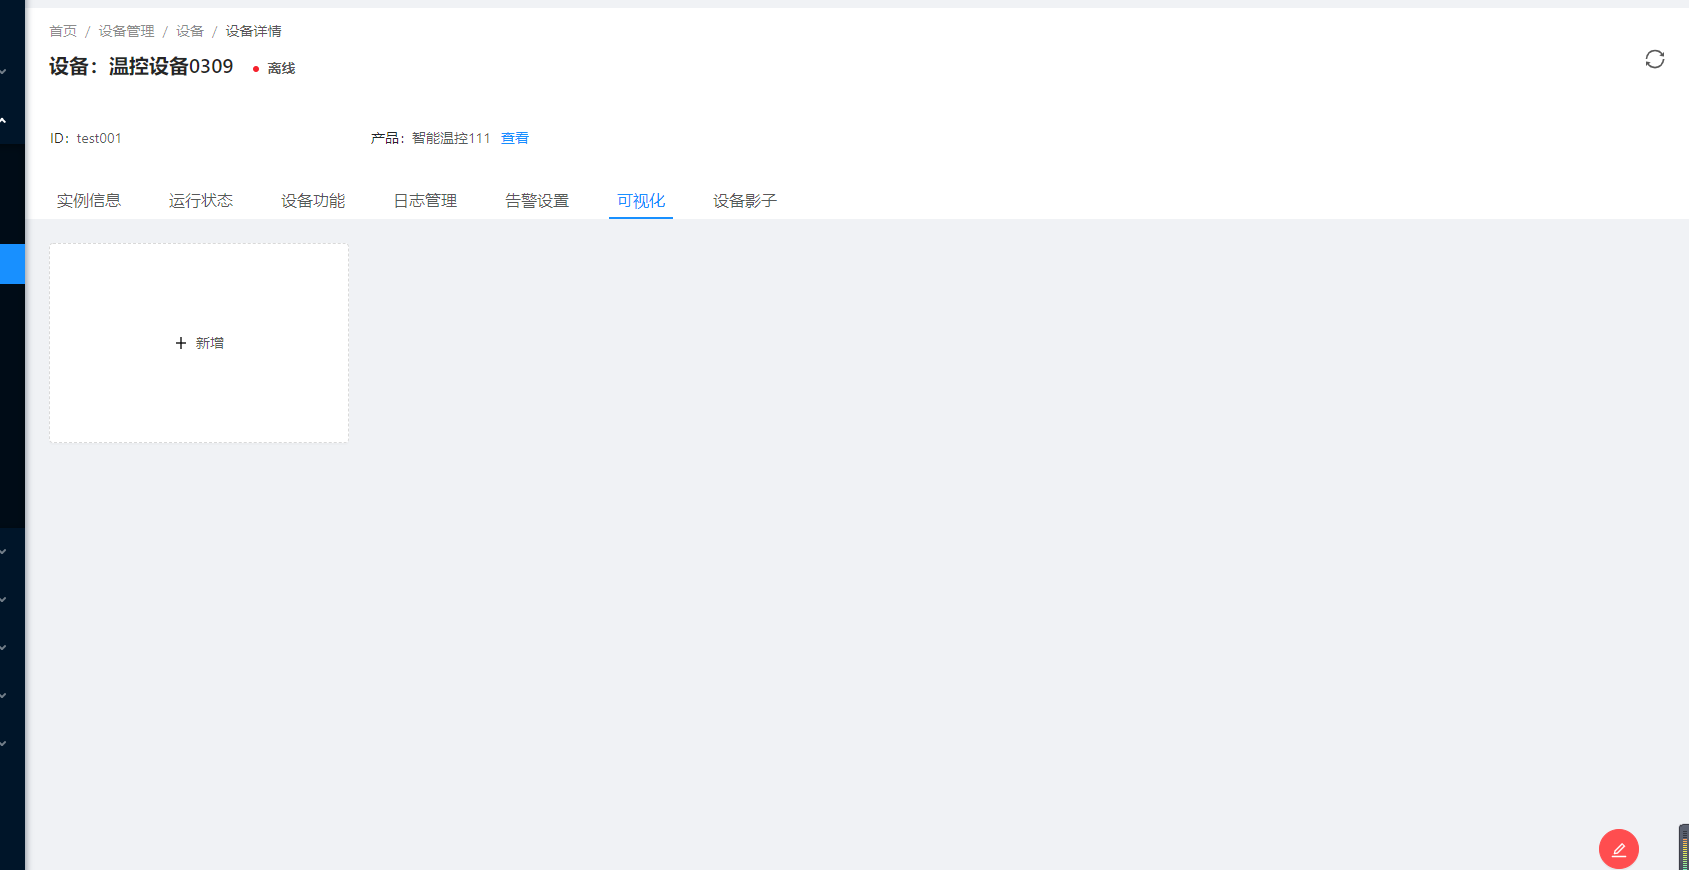 首页 / 设备管理 / 设备 / 设备详情
设备：温控设备0309 离线
ID：test001 产品：智能温控111 查看
实例信息 运行状态 设备功能 日志管理 告警设置 可视化 设备影子
+ 新增